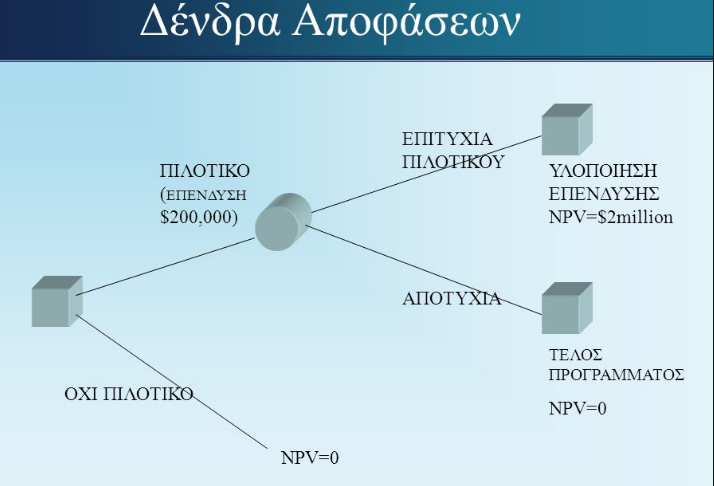 Δένδρα Αποφάσεων
ΕΠΙΤΥΧΙΑ
ΠΙΛΟΤΙΚΟΥ
ΠΙΛΟΤΙΚΟ
(ΕΠΕΝΔΥΣΗ
$200,000)
ΥΛΟΠΟΙΗΣΗ
ΕΠΕΝΔΥΣΗΣ
NPV=$2million
ΑΠΟΤΥΧΙΑ
ΤΕΛΟΣ
ΠΡΟΓΡΑΜΜΑΤΟΣ
NPV=0
ΟΧΙ ΠΙΛΟΤΙΚΟ
NPV=0